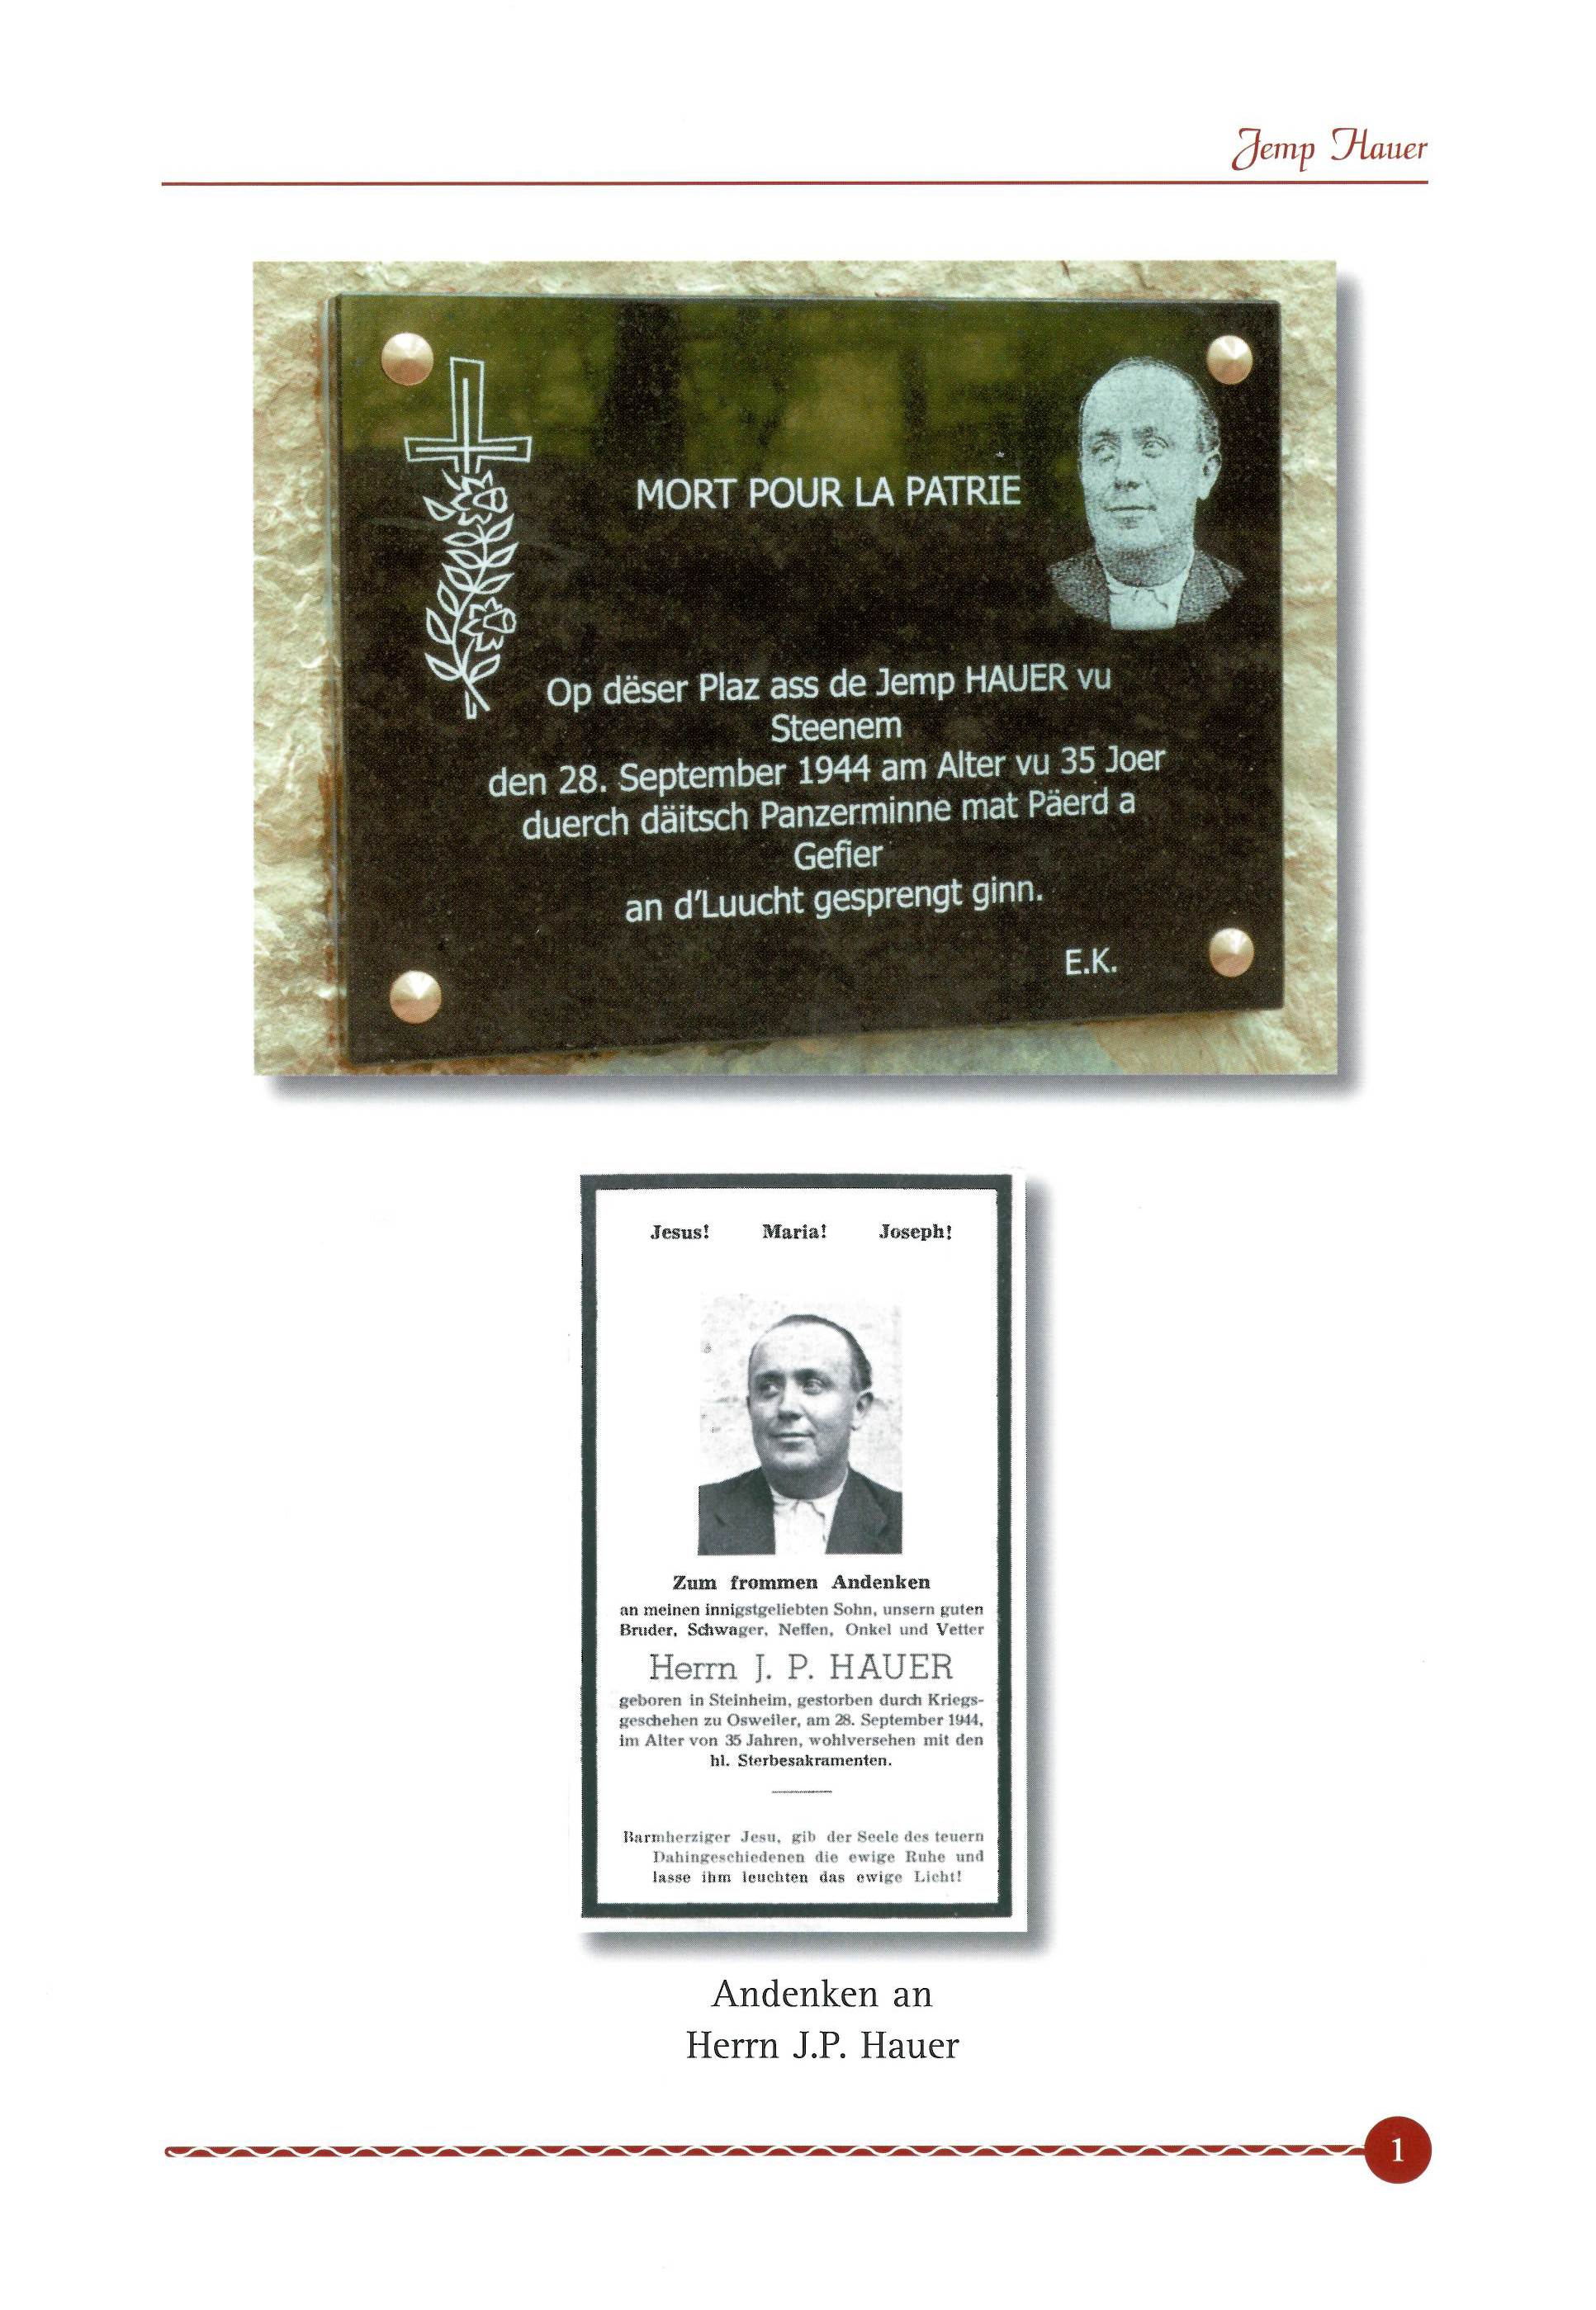 Jemp Hauer
MORT POUR LA PATRIE
Op dëser Plaz ass de Jemp HAUER vu
Steenem
den 28. September 1944 am Alter vu 35 Joer
duerch däitsch Panzerminne mat Päerd a
Gefier
an d'Luucht gesprengt ginn.
E.K.
Jesus! Maria! Joseph!
Zum frommen Andenken
an meinen innigstgeliebten Sohn, unsern guten
Bruder, Schwager, Neffen, Onkel und Vetter
Herrn J. P. HAUER
geboren in Steinheim, gestorben durch Kriegs-
geschehen zu Osweiler, am 28. September 1944,
im Alter von 35 Jahren, wohlversehen mit den
hl. Sterbesakramenten.
Barmherziger Jesu, gib der Seele des teuern
Dahingeschiedenen die ewige Ruhe und
lasse ihm leuchten das ewige Licht!
Andenken an
Herrn J.P. Hauer
1